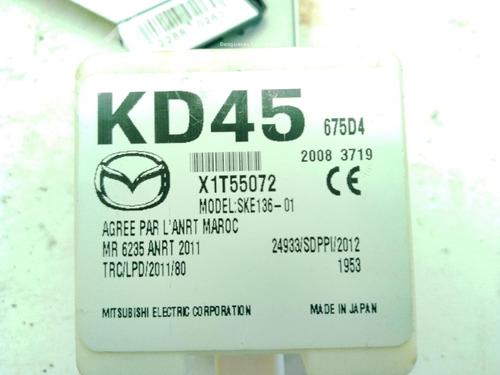 KD45 675D4
2008 3719
X1T55072
MODEL:SKE136-01
AGREE PAR L'ANRT MAROC
MR 6235 ANRT 2011 24933/SDPPI/2012
TRC/LPD/2011/80 1953
MITSUBISHI ELECTRIC CORPORATION MADE IN JAPAN